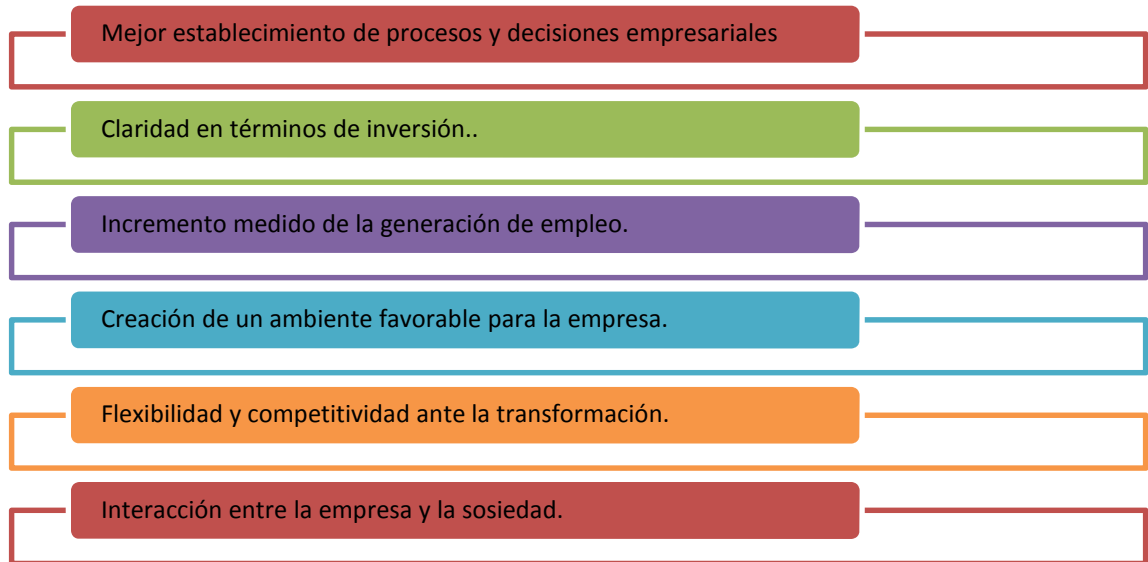 Mejor establecimiento de procesos y decisiones empresariales
Claridad en términos de inversión..
Incremento medido de la generación de empleo.
Creación de un ambiente favorable para la empresa.
Flexibilidad y competitividad ante la transformación.
Interacción entre la empresa y la sosiedad.